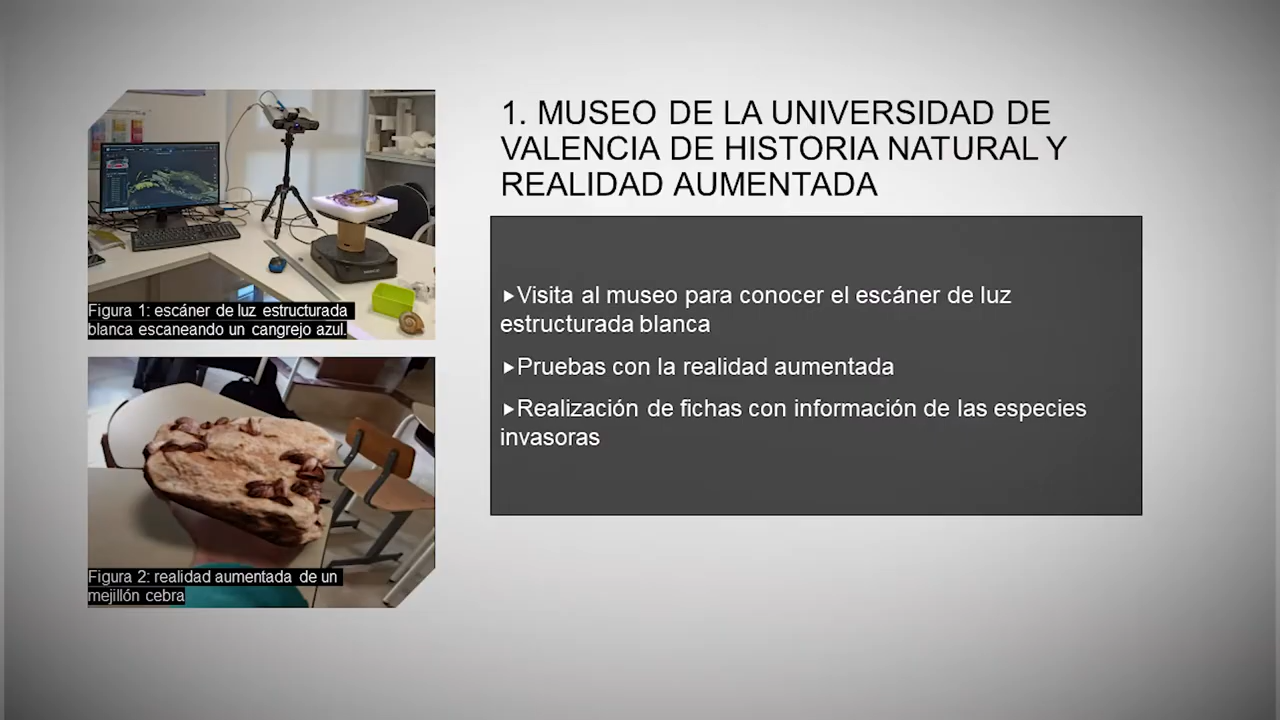 1. MUSEO DE LA UNIVERSIDAD DE
VALENCIA DE HISTORIA NATURAL Y
REALIDAD AUMENTADA
▶Visita al museo para conocer el escáner de luz
estructurada blanca
▶Pruebas con la realidad aumentada
▶Realización de fichas con información de las especies
invasoras
Figura 1: escáner de luz estructurada
blanca escaneando un cangrejo azul.
Figura 2: realidad aumentada de un
mejillón cebra